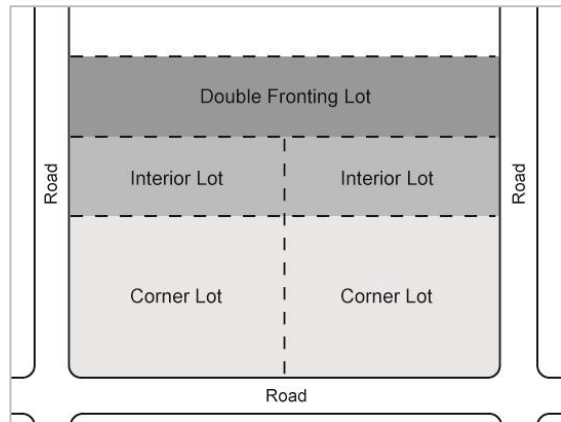 Double Fronting Lot
Road
Interior Lot
Interior Lot
Road
Corner Lot
Corner Lot
Road